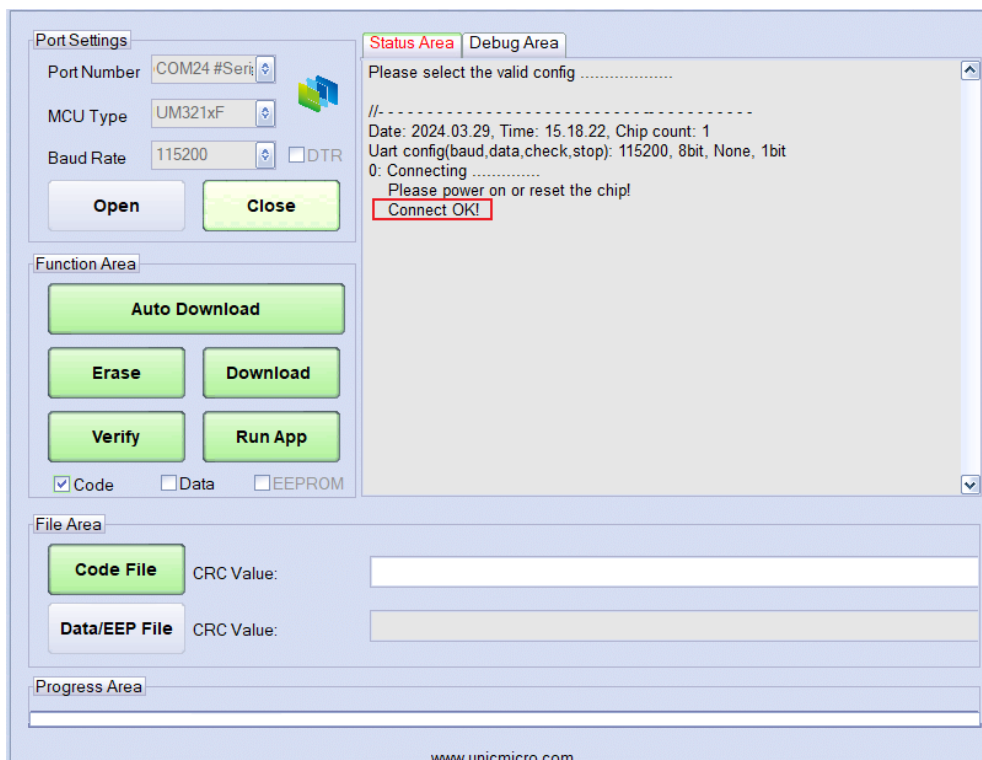 Port Settings
Port Number COM24 #Seri
MCU Type UM321xF
Baud Rate 115200 DTR
Open Close
Function Area
Auto Download
Erase Download
Verify Run App
Code Data EEPROM
Status Area Debug Area
Please select the valid config ...................
//- - - - - - - - - - - - - - - - - - - - - - - - - - -- - - - - - - - - - -
Date: 2024.03.29, Time: 15.18.22, Chip count: 1
Uart config(baud,data,check,stop): 115200, 8bit, None, 1bit
0: Connecting ..............
Please power on or reset the chip!
Connect OK!
File Area
Code File CRC Value:
Data/EEP File CRC Value:
Progress Area
www.unicmicro.com